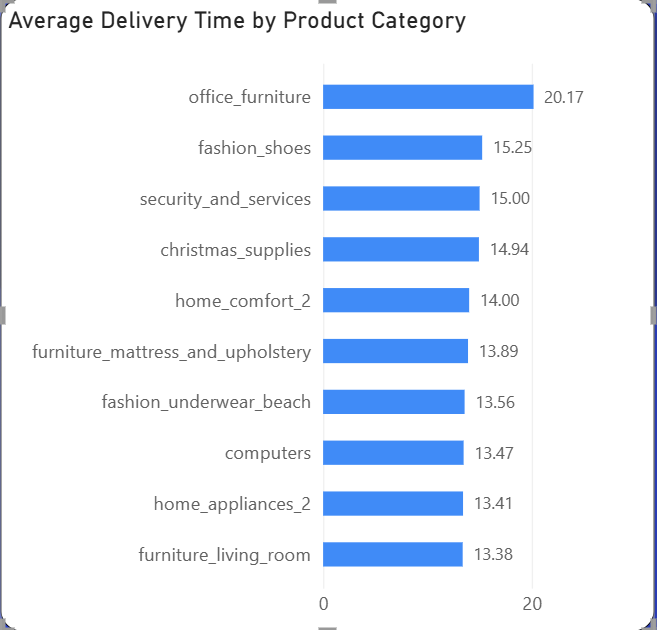 Average Delivery Time by Product Category
office_furniture 20.17
fashion_shoes 15.25
security_and_services 15.00
christmas_supplies 14.94
home_comfort_2 14.00
furniture_mattress_and_upholstery 13.89
fashion_underwear_beach 13.56
computers 13.47
home_appliances_2 13.41
furniture_living_room 13.38
0 20